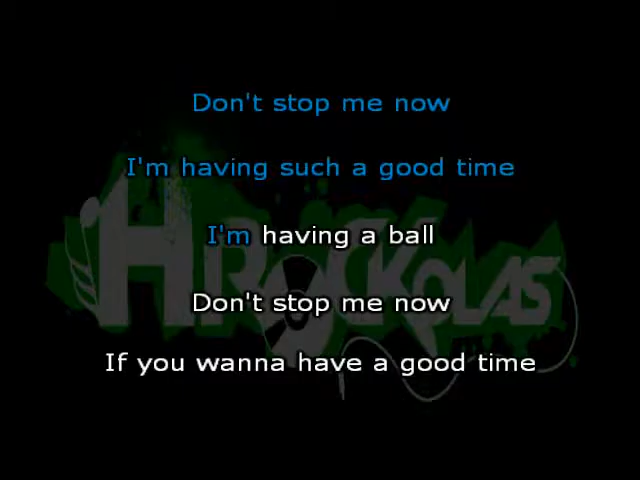 Don't stop me now
I'm having such a good time
I'm having a ball
Don't stop me now
If you wanna have a good time
HROCKOLAS